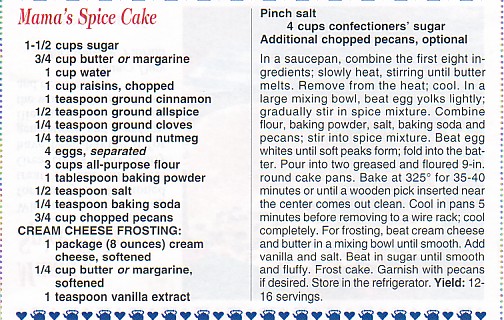 Mama's Spice Cake
1-1/2 cups sugar
3/4 cup butter or margarine
1 cup water
1 cup raisins, chopped
1 teaspoon ground cinnamon
1/2 teaspoon ground allspice
1/4 teaspoon ground cloves
1/4 teaspoon ground nutmeg
4 eggs, separated
3 cups all-purpose flour
1 tablespoon baking powder
1/2 teaspoon salt
1/4 teaspoon baking soda
3/4 cup chopped pecans
CREAM CHEESE FROSTING:
1 package (8 ounces) cream
cheese, softened
1/4 cup butter or margarine,
softened
1 teaspoon vanilla extract
Pinch salt
4 cups confectioners' sugar
Additional chopped pecans, optional
In a saucepan, combine the first eight in-
gredients; slowly heat, stirring until butter
melts. Remove from the heat; cool. In a
large mixing bowl, beat egg yolks lightly;
gradually stir in spice mixture. Combine
flour, baking powder, salt, baking soda and
pecans; stir into spice mixture. Beat egg
whites until soft peaks form; fold into the bat-
ter. Pour into two greased and floured 9-in.
round cake pans. Bake at 325° for 35-40
minutes or until a wooden pick inserted near
the center comes out clean. Cool in pans 5
minutes before removing to a wire rack; cool
completely. For frosting, beat cream cheese
and butter in a mixing bowl until smooth. Add
vanilla and salt. Beat in sugar until smooth
and fluffy. Frost cake. Garnish with pecans
if desired. Store in the refrigerator. Yield: 12-
16 servings.